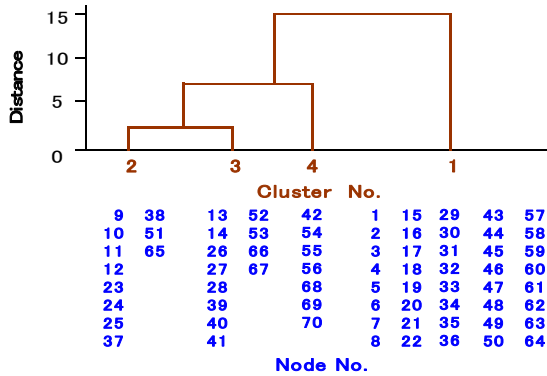 Distance
15
10
5
0
2 3 4 1
Cluster No.
9 38 13 52 42 1 15 29 43 57
10 51 14 53 54 2 16 30 44 58
11 65 26 66 55 3 17 31 45 59
12 27 67 56 4 18 32 46 60
23 28 68 5 19 33 47 61
24 39 69 6 20 34 48 62
25 40 70 7 21 35 49 63
37 41 8 22 36 50 64
Node No.